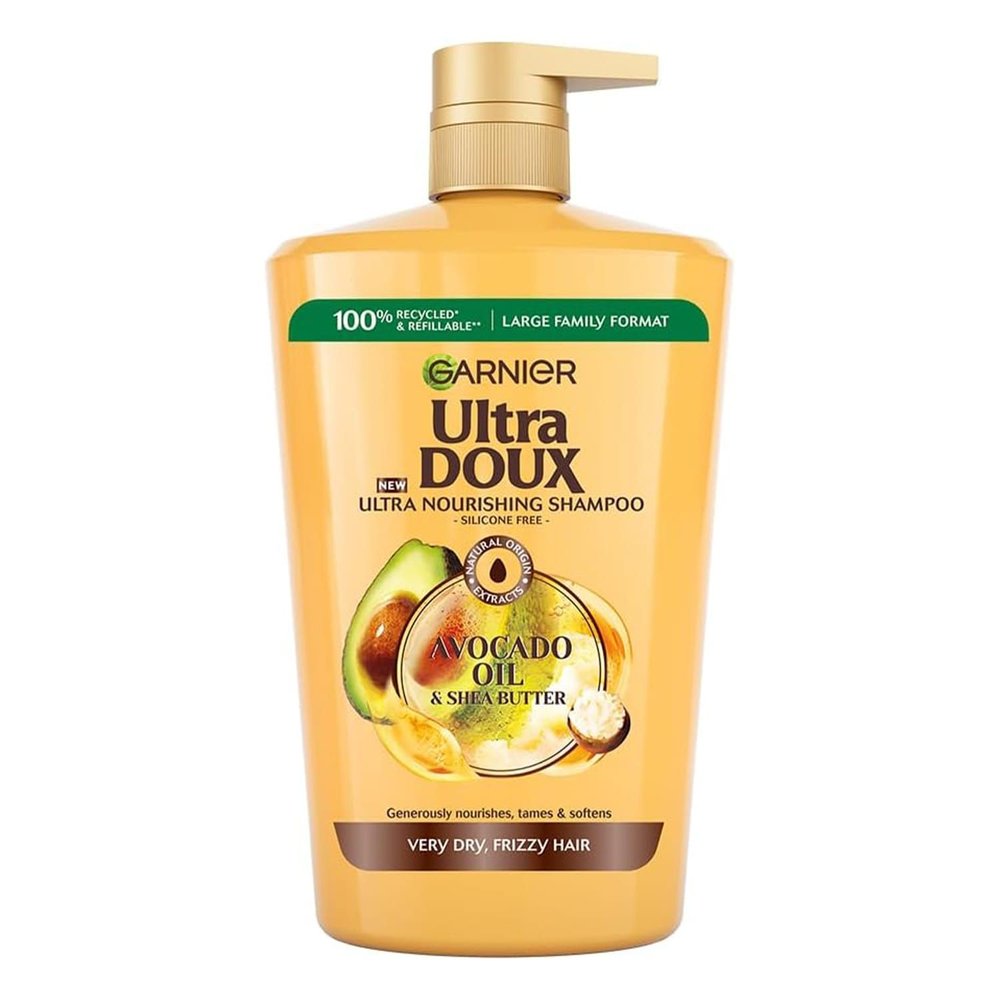 100% RECYCLED*
& REFILLABLE** | LARGE FAMILY FORMAT
GARNIER
Ultra
DOUX
NEW
ULTRA NOURISHING SHAMPOO
- SILICONE FREE -
• NATURAL ORIGIN •
EXTRACTS
AVOCADO
OIL
& SHEA BUTTER
Generously nourishes, tames & softens
VERY DRY, FRIZZY HAIR